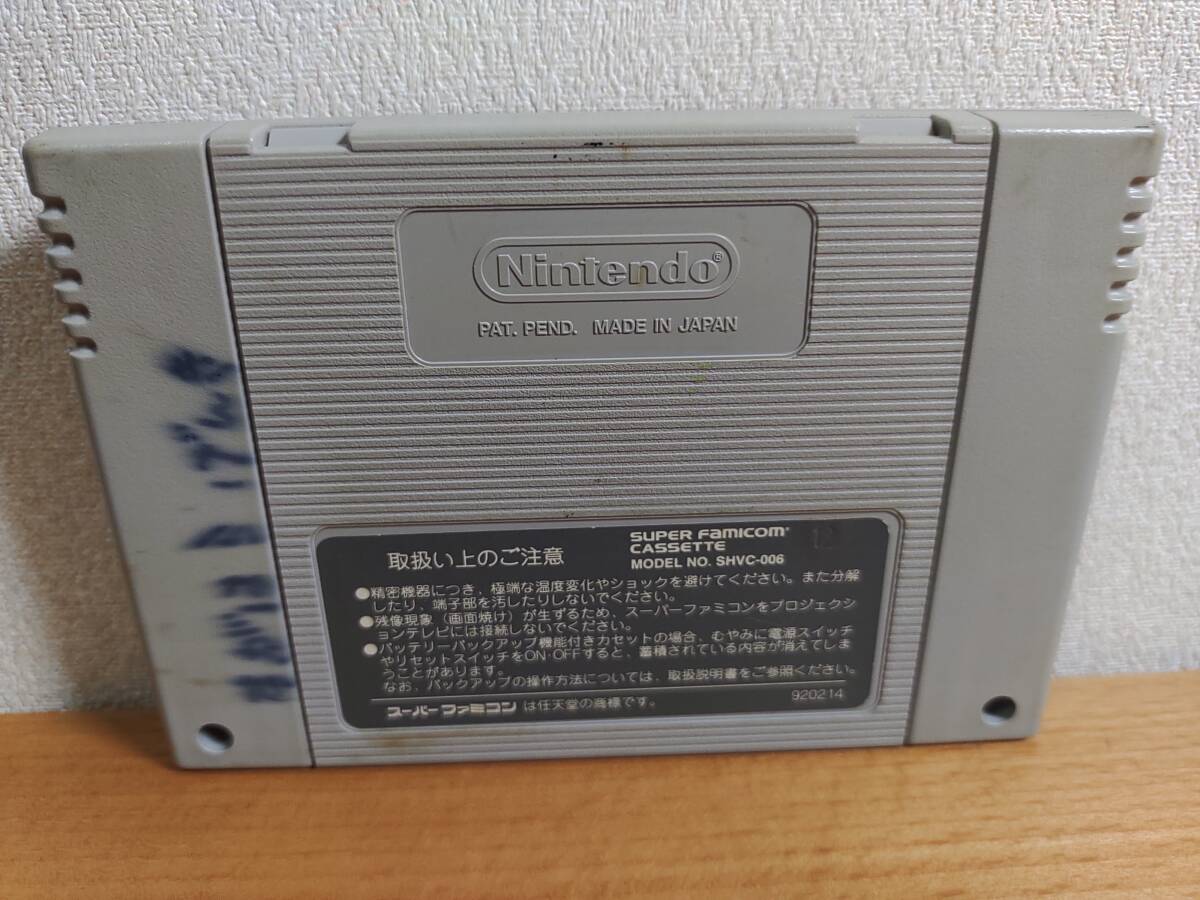 Nintendo®
PAT. PEND. MADE IN JAPAN
取扱い上のご注意
SUPER FAMICOM®
CASSETTE
MODEL NO. SHVC-006
12
●精密機器につき、極端な温度変化やショックを避けてください。また分解
したり、端子部を汚したりしないでください。
●残像現象（画面焼け）が生ずるため、スーパーファミコンをプロジェクシ
ョンテレビには接続しないでください。
●バッテリーバックアップ機能付きカセットの場合、むやみに電源スイッチ
やリセットスイッチをON・OFFすると、蓄積されている内容が消えてしま
うことがあります。
なお、バックアップの操作方法については、取扱説明書をご参照ください。
スーパーファミコンは任天堂の商標です。
920214